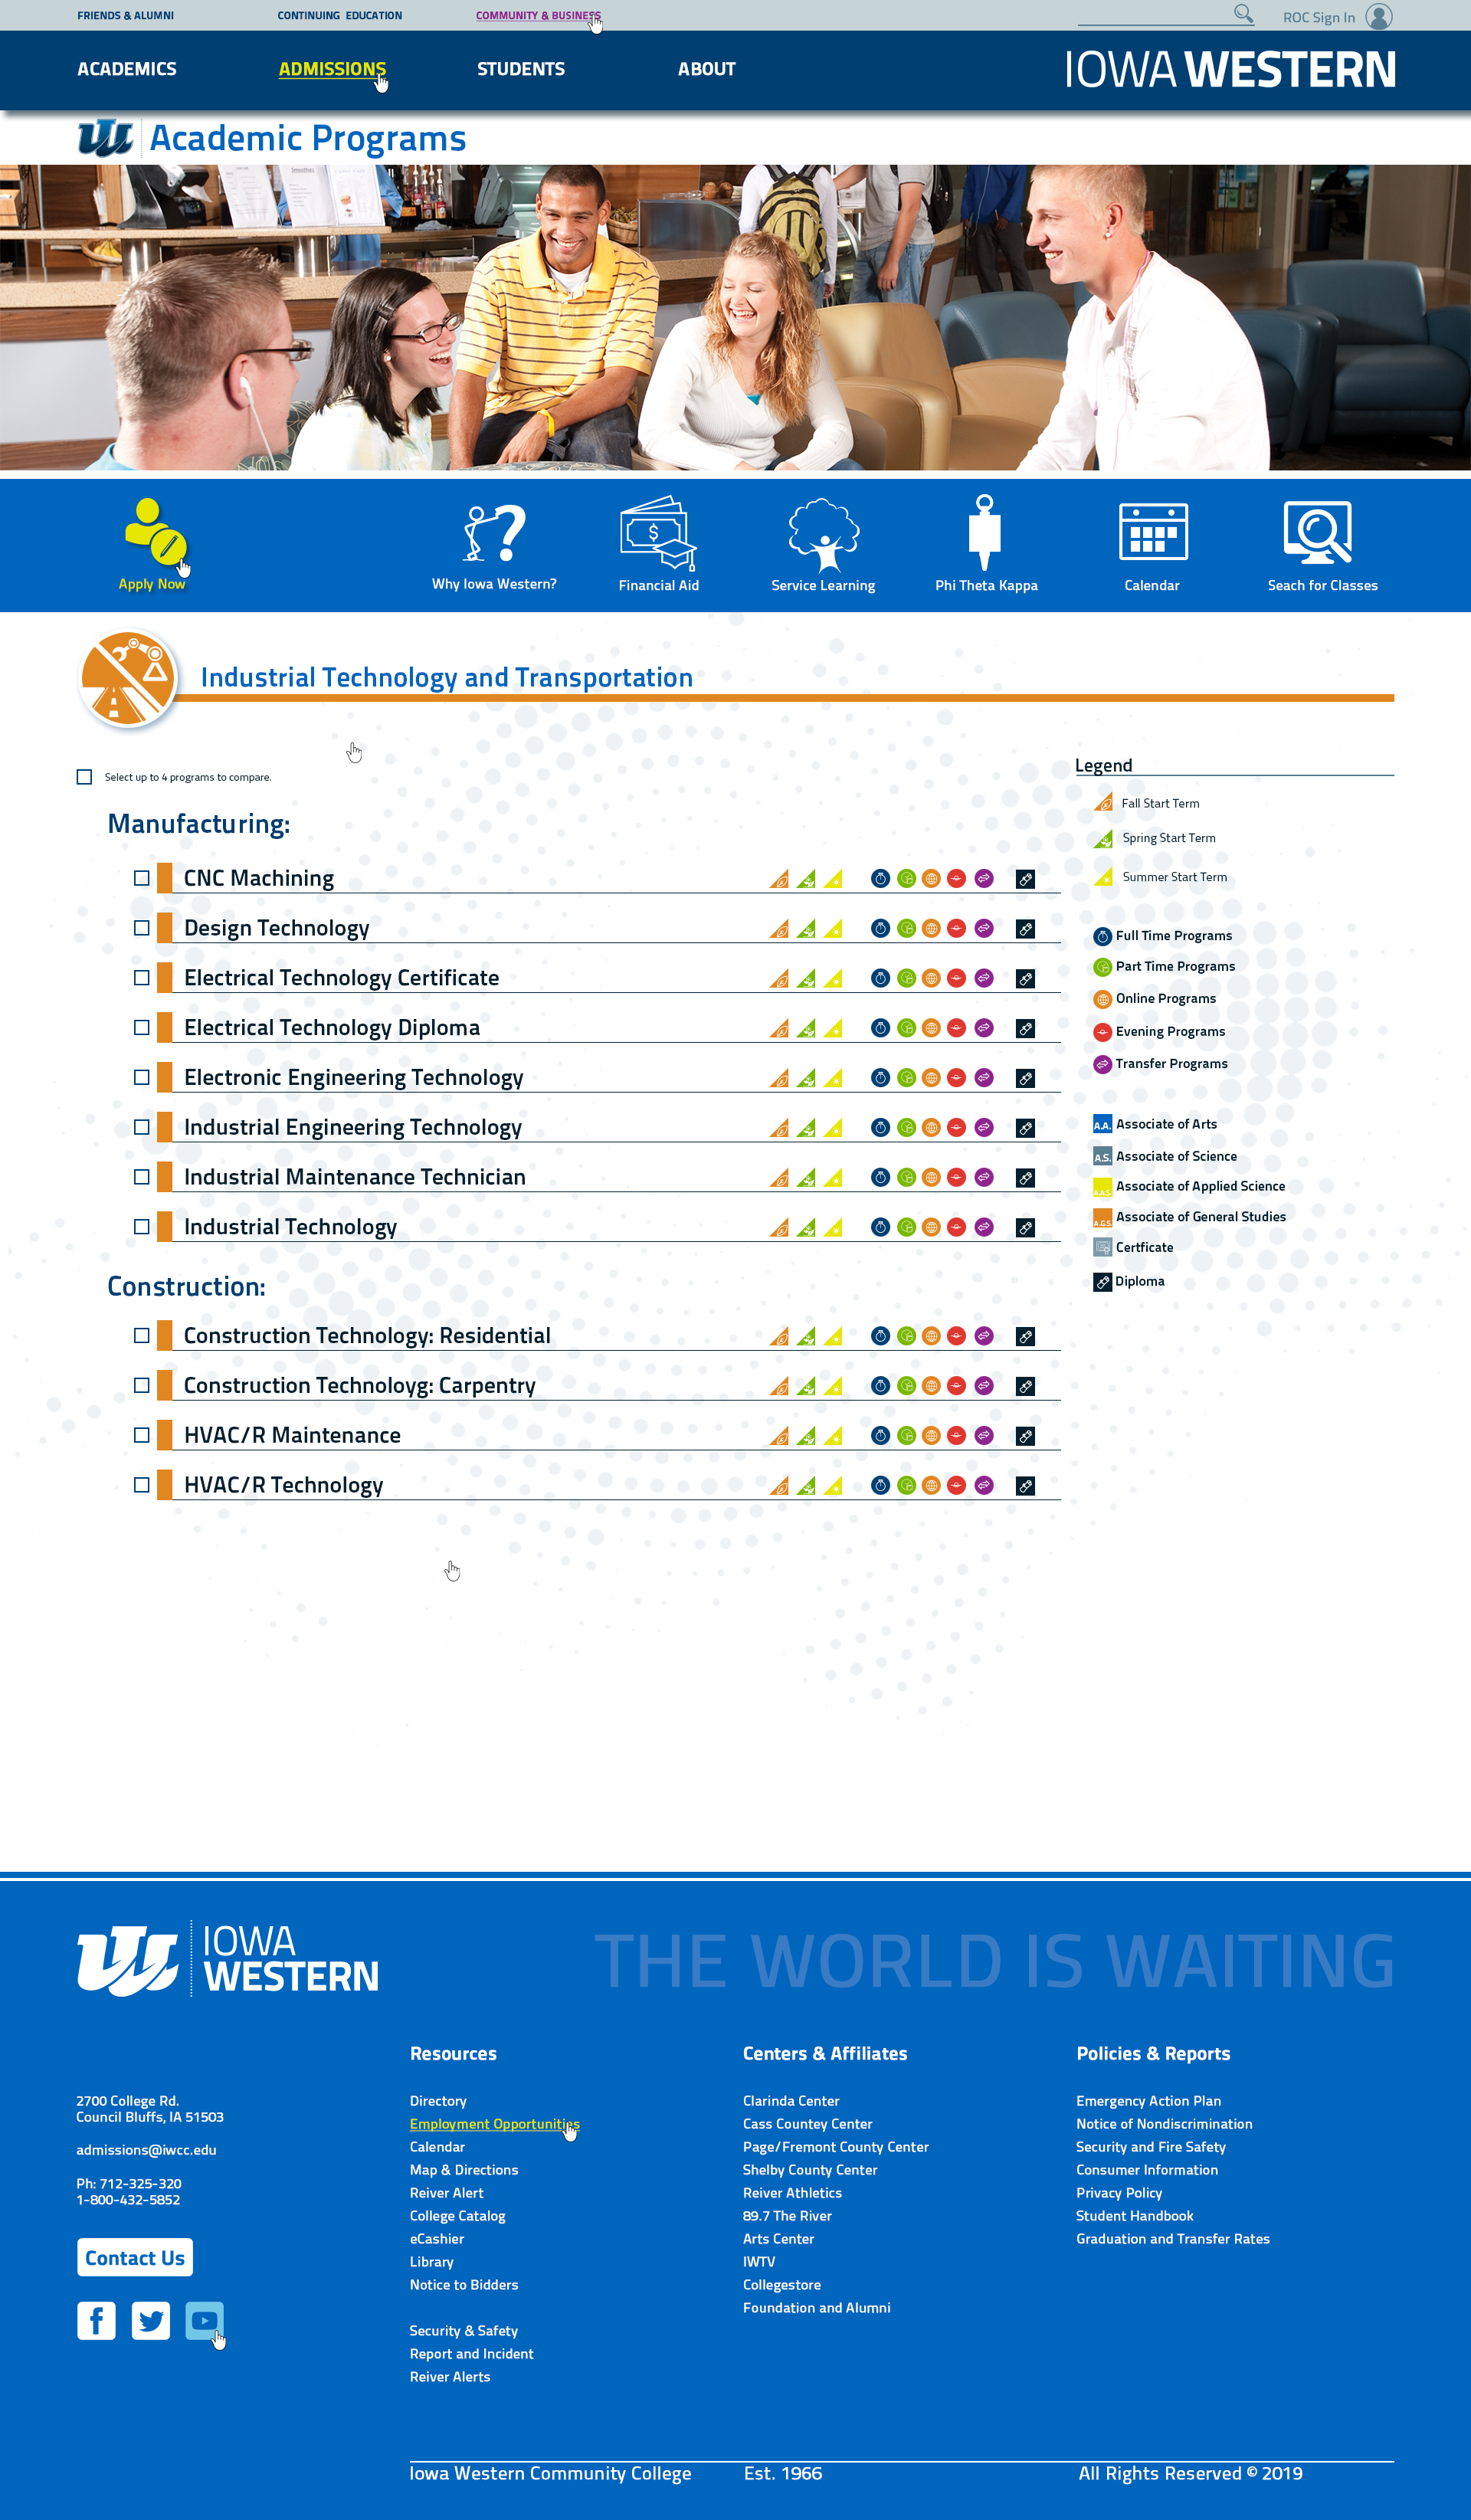 FRIENDS & ALUMNI
CONTINUING EDUCATION
COMMUNITY & BUSINESS
ROC Sign In
ACADEMICS
ADMISSIONS
STUDENTS
ABOUT
IOWA WESTERN
Academic Programs
Apply Now
Why Iowa Western?
Financial Aid
Service Learning
Phi Theta Kappa
Calendar
Seach for Classes
Industrial Technology and Transportation
Select up to 4 programs to compare.
Manufacturing:
CNC Machining
Design Technology
Electrical Technology Certificate
Electrical Technology Diploma
Electronic Engineering Technology
Industrial Engineering Technology
Industrial Maintenance Technician
Industrial Technology
Construction:
Construction Technology: Residential
Construction Technoloyg: Carpentry
HVAC/R Maintenance
HVAC/R Technology
Legend
Fall Start Term
Spring Start Term
Summer Start Term
Full Time Programs
Part Time Programs
Online Programs
Evening Programs
Transfer Programs
A.A. Associate of Arts
A.S. Associate of Science
A.A.S. Associate of Applied Science
A.G.S. Associate of General Studies
Certficate
Diploma
IOWA
WESTERN
THE WORLD IS WAITING
2700 College Rd.
Council Bluffs, IA 51503
admissions@iwcc.edu
Ph: 712-325-320
1-800-432-5852
Contact Us
Resources
Directory
Employment Opportunities
Calendar
Map & Directions
Reiver Alert
College Catalog
eCashier
Library
Notice to Bidders
Security & Safety
Report and Incident
Reiver Alerts
Centers & Affiliates
Clarinda Center
Cass Countey Center
Page/Fremont County Center
Shelby County Center
Reiver Athletics
89.7 The River
Arts Center
IWTV
Collegestore
Foundation and Alumni
Policies & Reports
Emergency Action Plan
Notice of Nondiscrimination
Security and Fire Safety
Consumer Information
Privacy Policy
Student Handbook
Graduation and Transfer Rates
Iowa Western Community College
Est. 1966
All Rights Reserved © 2019